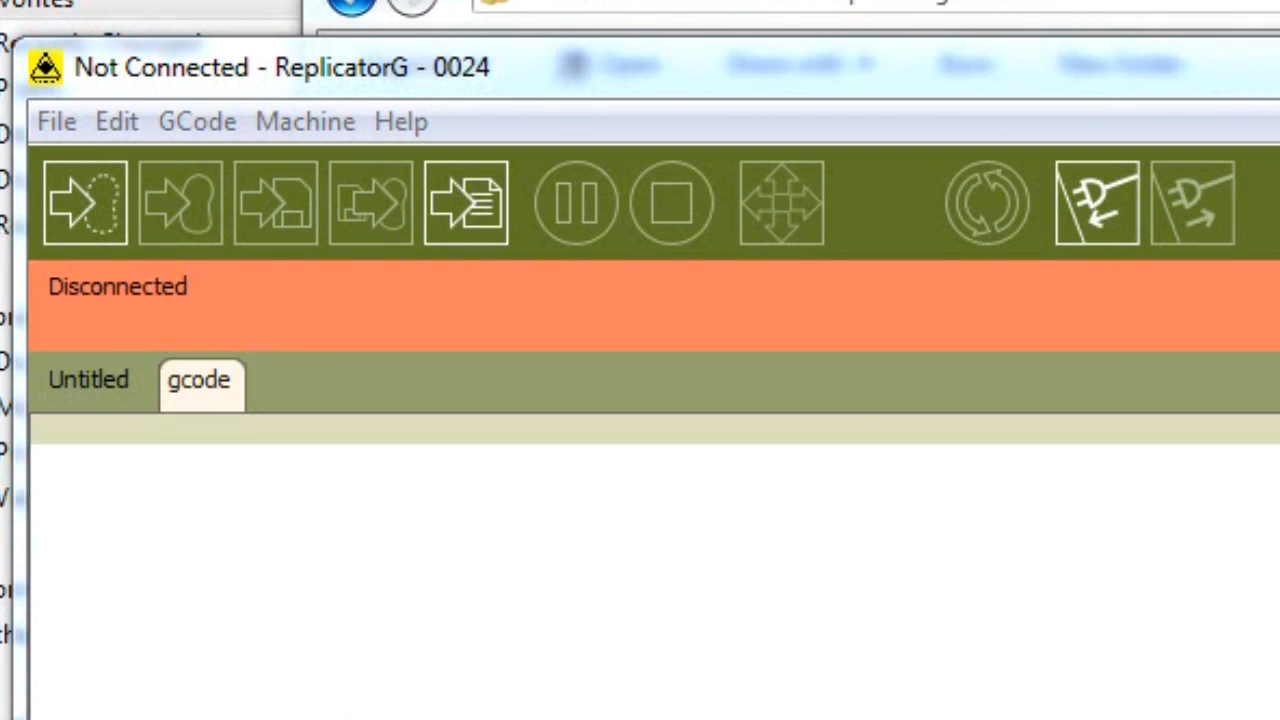 Not Connected - ReplicatorG - 0024
File Edit GCode Machine Help
Disconnected
Untitled gcode